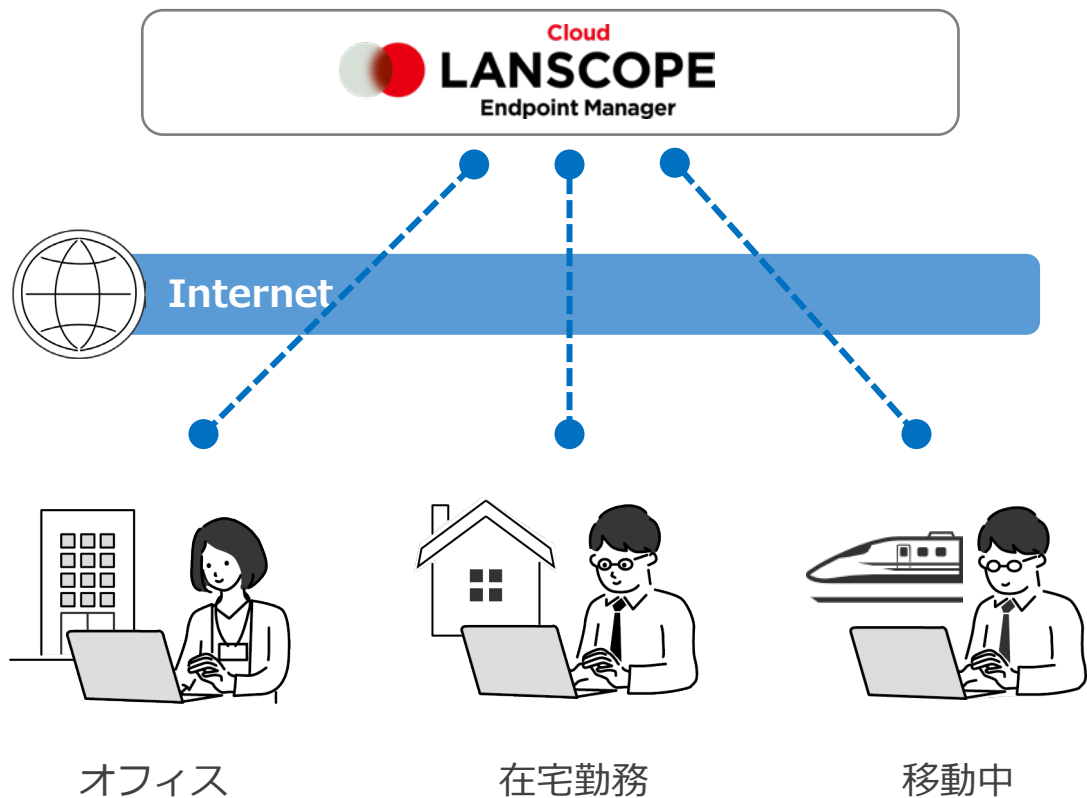 Cloud
LANSCOPE
Endpoint Manager
Internet
オフィス
在宅勤務
移動中